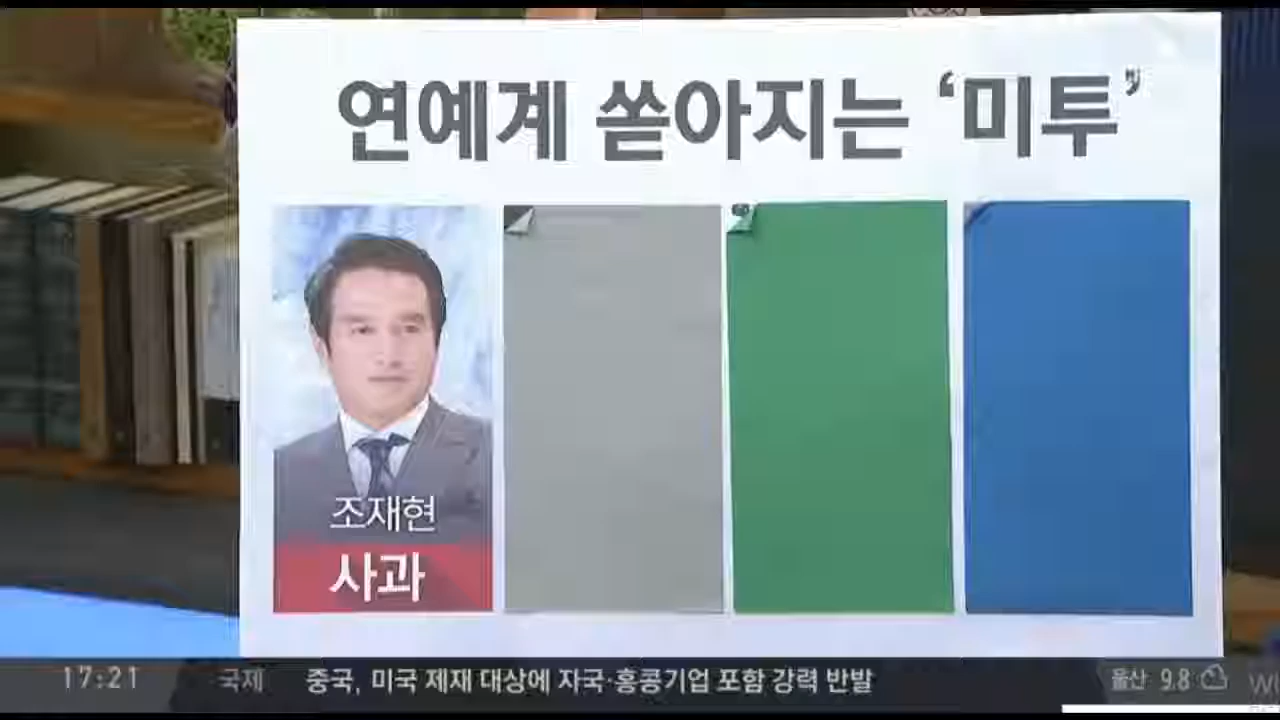 연예계 쏟아지는 ‘미투’
조재현
사과
17:21 국제 중국, 미국 제재 대상에 자국·홍콩기업 포함 강력 반발 울산 9.8